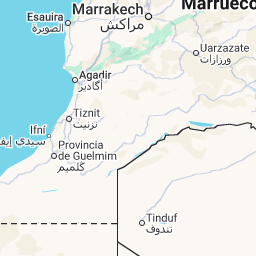 Marrakech
مراكش
Marrueco
Esauira
الصويرة
Uarzazate
ورزازات
Agadir
أكادير
Tiznit
تزنيت
Ifni
سيدي إيف
Provincia
de Guelmim
كلميم
Tinduf
تندوف